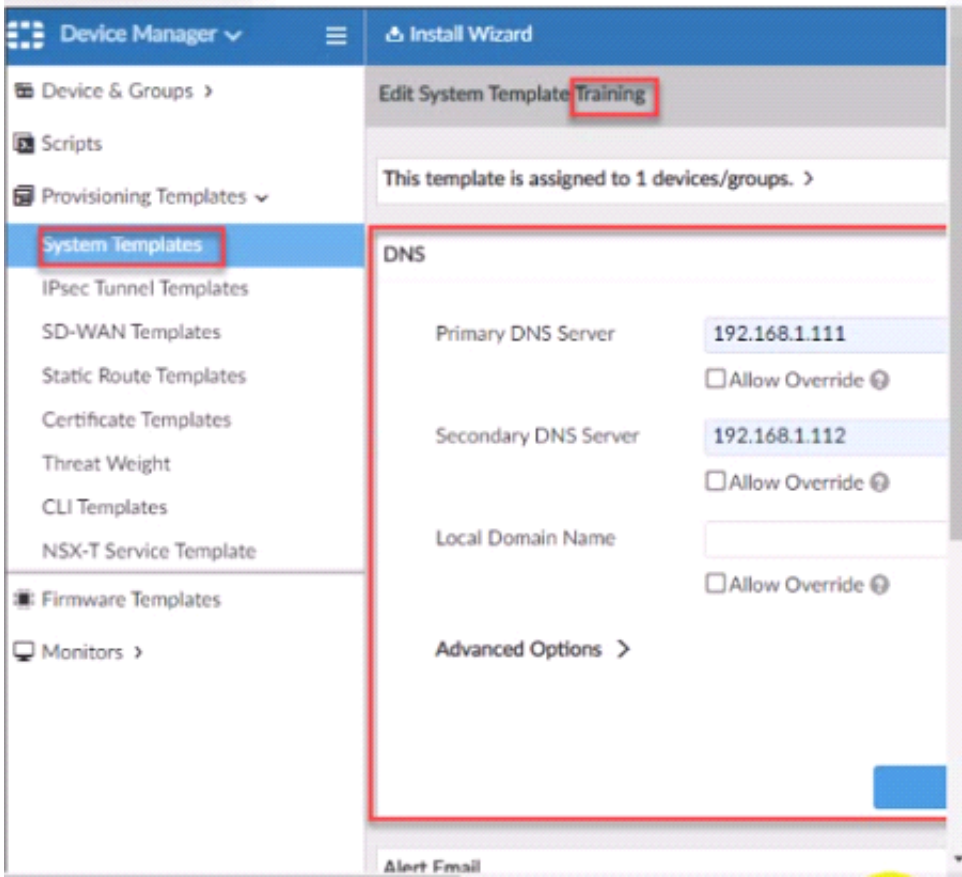 Device Manager
Install Wizard
Device & Groups >
Edit System Template Training
Scripts
This template is assigned to 1 devices/groups. >
Provisioning Templates
System Templates
IPsec Tunnel Templates
SD-WAN Templates
Static Route Templates
Certificate Templates
Threat Weight
CLI Templates
NSX-T Service Template
Firmware Templates
Monitors >
DNS
Primary DNS Server 192.168.1.111
Allow Override
Secondary DNS Server 192.168.1.112
Allow Override
Local Domain Name
Allow Override
Advanced Options >
Alert Email